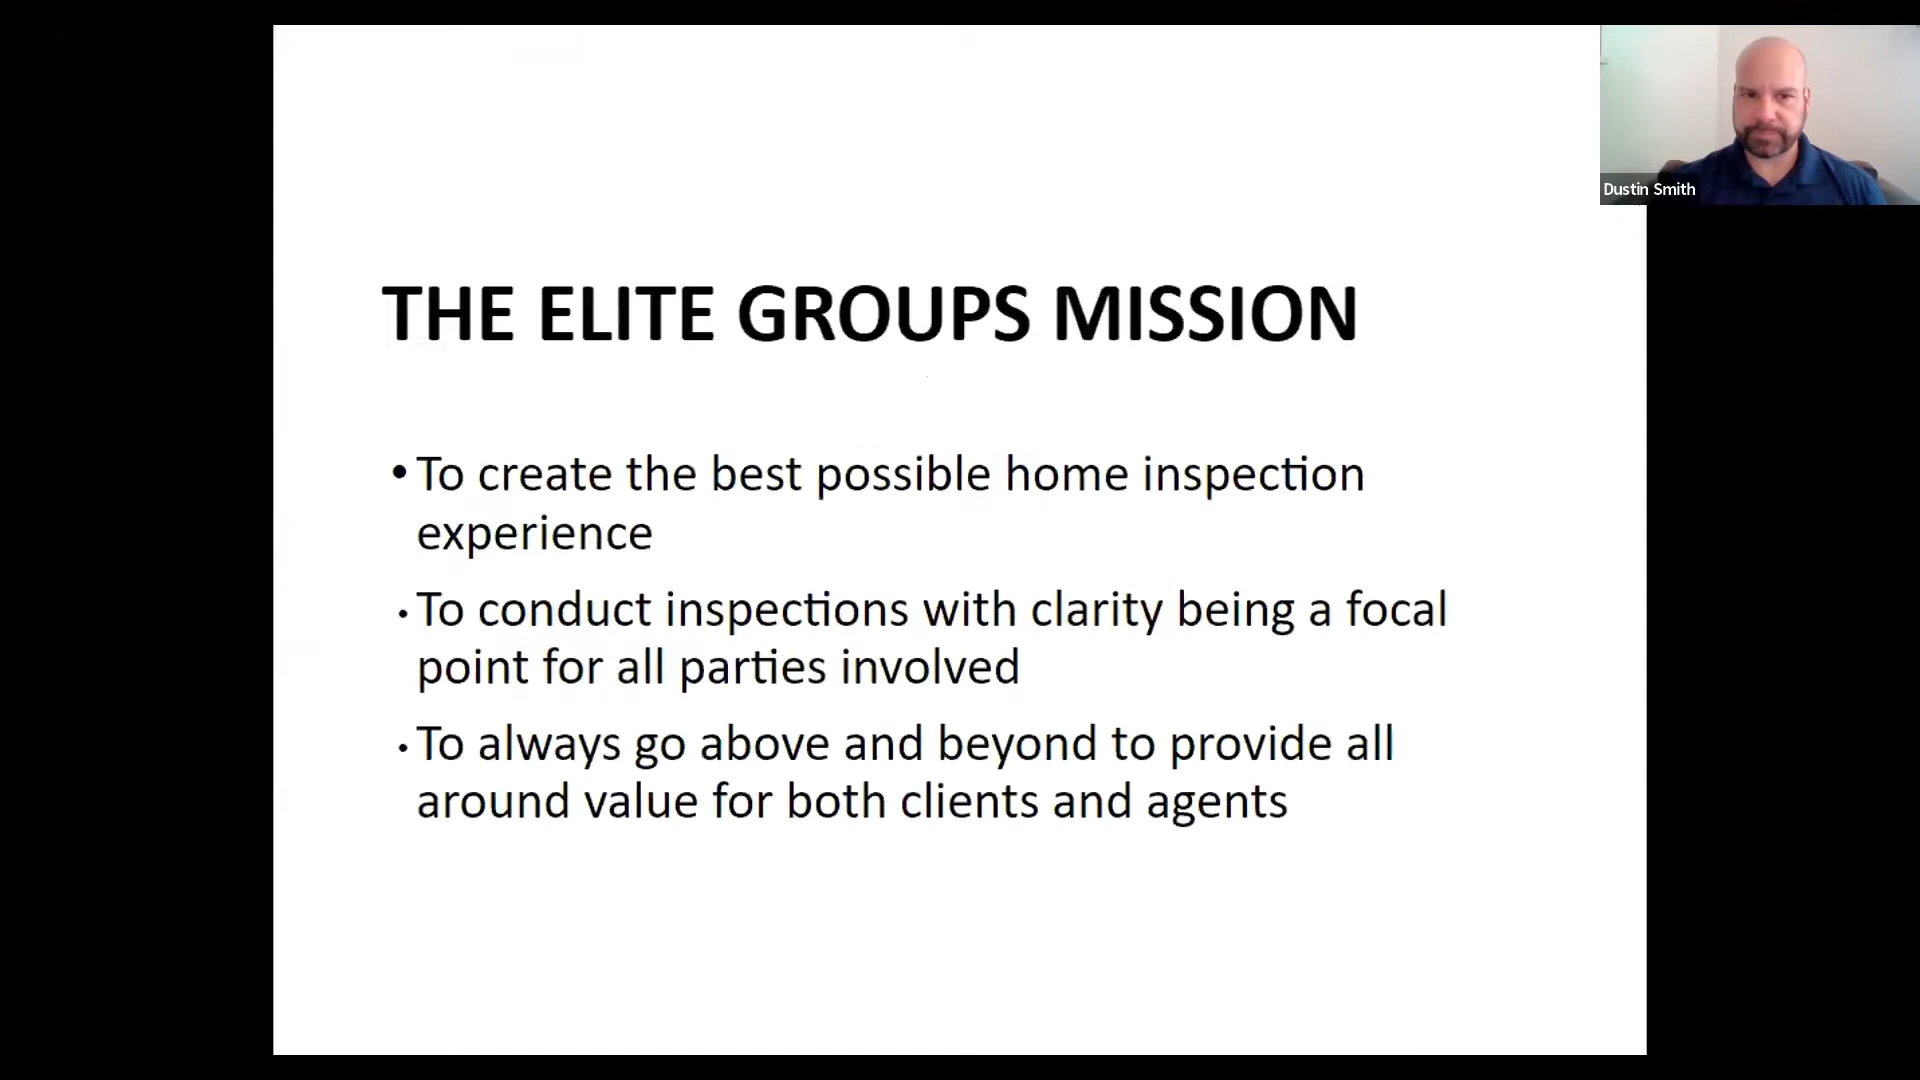 THE ELITE GROUPS MISSION
• To create the best possible home inspection
experience
• To conduct inspections with clarity being a focal
point for all parties involved
• To always go above and beyond to provide all
around value for both clients and agents
Dustin Smith